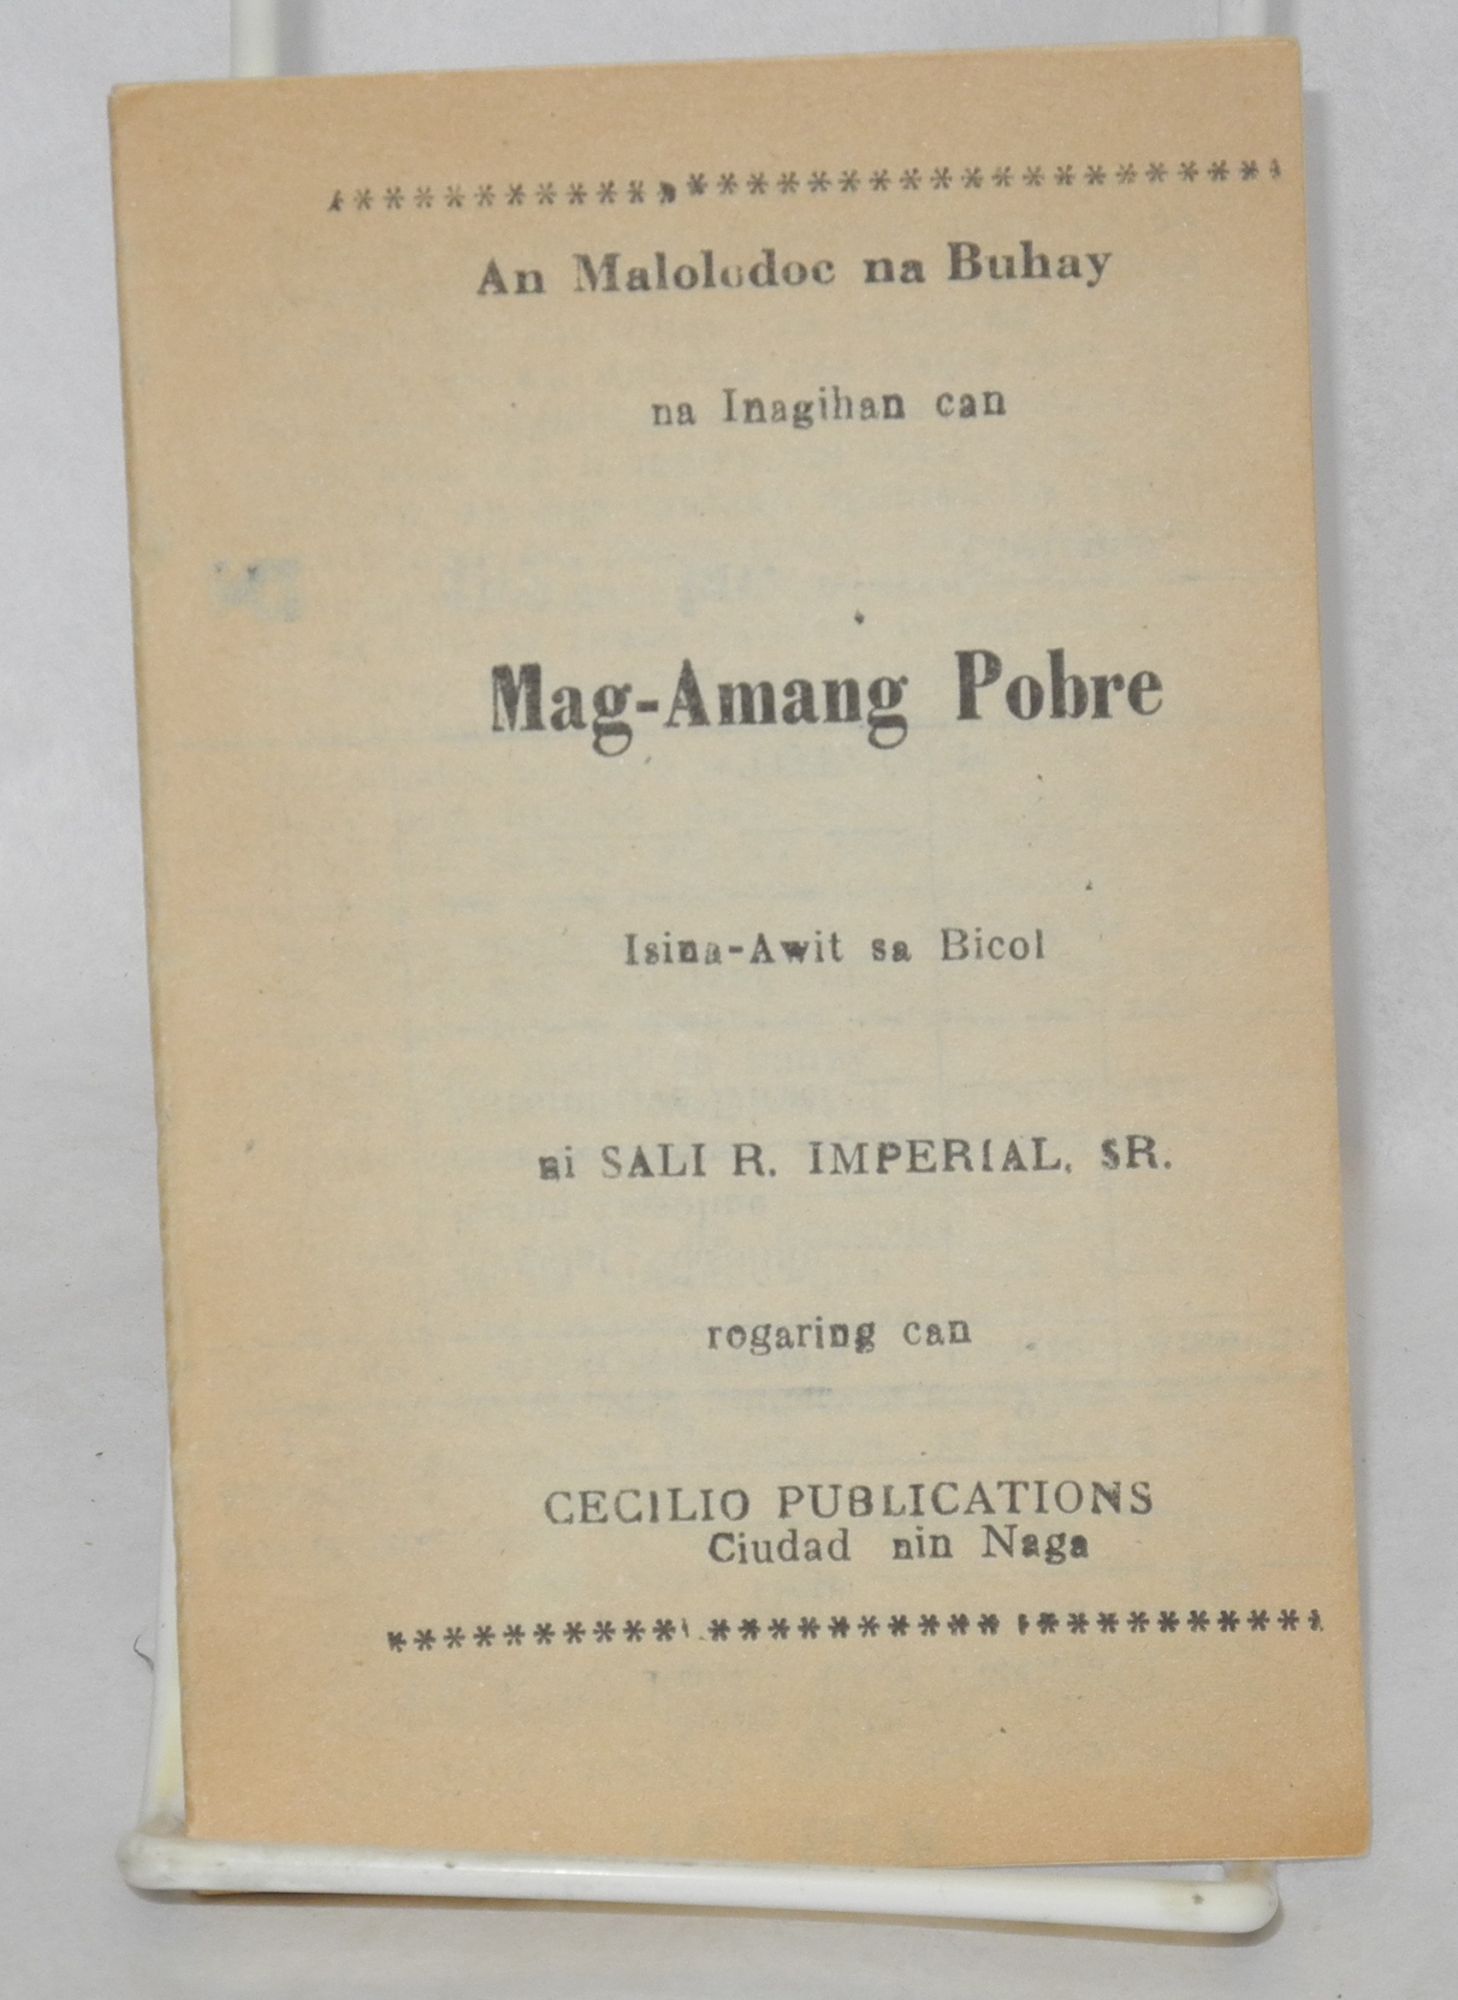 ********************************
An Malolodoc na Buhay
na Inagihan can
Mag-Amang Pobre
Isina-Awit sa Bicol
ni SALI R. IMPERIAL, SR.
rogaring can
CECILIO PUBLICATIONS
Ciudad nin Naga
********************************